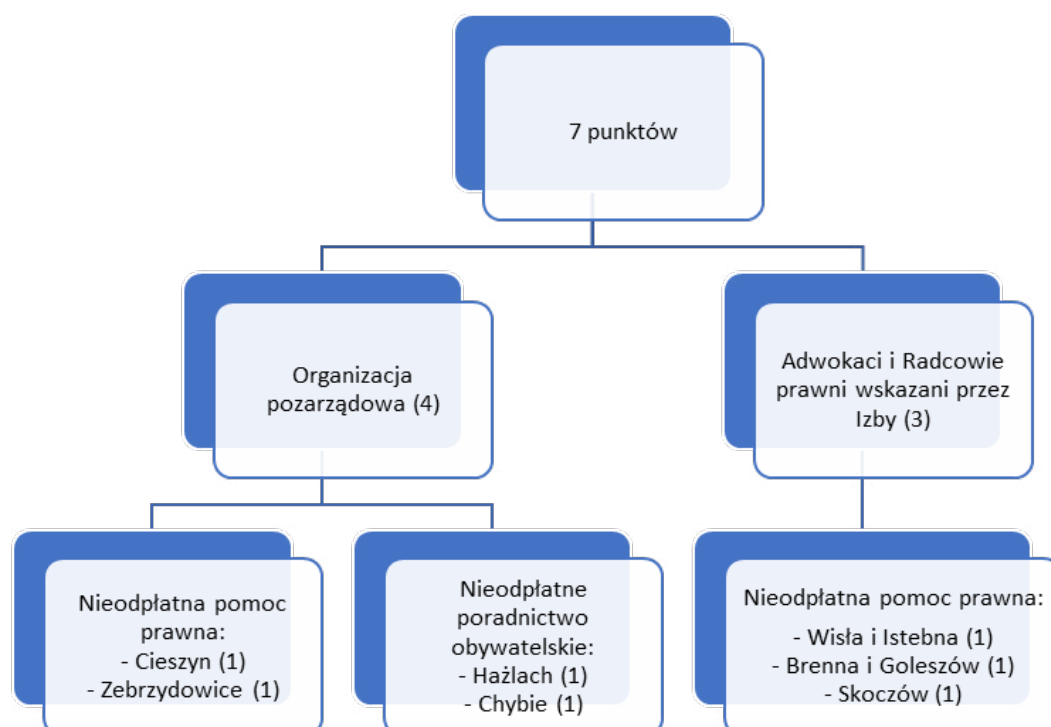 7 punktów
Organizacja
pozarządowa (4)
Adwokaci i Radcowie
prawni wskazani przez
Izby (3)
Nieodpłatna pomoc
prawna:
- Cieszyn (1)
- Zebrzydowice (1)
Nieodpłatne
poradnictwo
obywatelskie:
- Hażlach (1)
- Chybie (1)
Nieodpłatna pomoc prawna:
- Wisła i Istebna (1)
- Brenna i Goleszów (1)
- Skoczów (1)